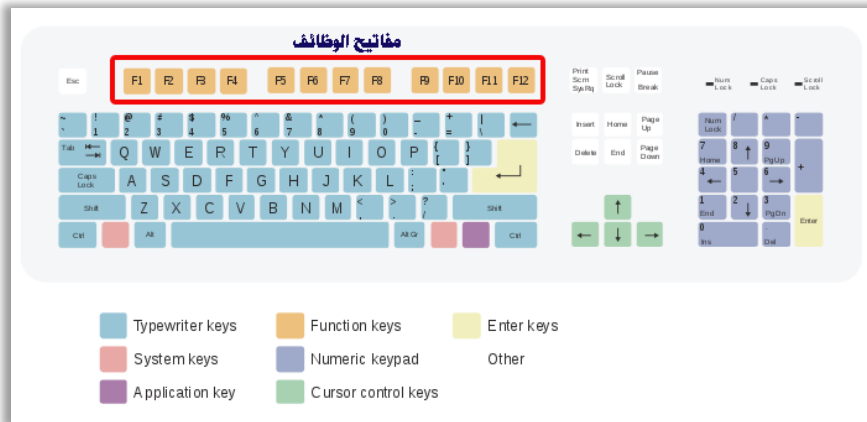 مفاتيح الوظائف
Esc F1 F2 F3 F4 F5 F6 F7 F8 F9 F10 F11 F12
Print Scrn SysRq
Scroll Lock
Pause Break
Num Lock
Caps Lock
Scroll Lock
~ ` ! 1 @ 2 # 3 $ 4 % 5 ^ 6 & 7 * 8 ( 9 ) 0 _ - + = | \ ←
Insert Home Page Up
Num Lock / * -
Tab Q W E R T Y U I O P { [ } ]
Delete End Page Down
7 Home 8 ↑ 9 PgUp +
Caps Lock A S D F G H J K L : ; " '
4 ← 5 6 →
Shift Z X C V B N M < , > . ? / Shift
↑
1 End 2 ↓ 3 PgDn Enter
Ctrl Alt Alt Gr Ctrl
← ↓ →
0 Ins . Del
Typewriter keys Function keys Enter keys
System keys Numeric keypad Other
Application key Cursor control keys